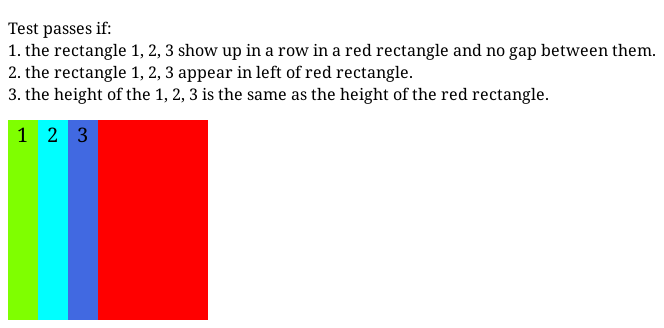 Test passes if:
1. the rectangle 1, 2, 3 show up in a row in a red rectangle and no gap between them.
2. the rectangle 1, 2, 3 appear in left of red rectangle.
3. the height of the 1, 2, 3 is the same as the height of the red rectangle.
1 2 3